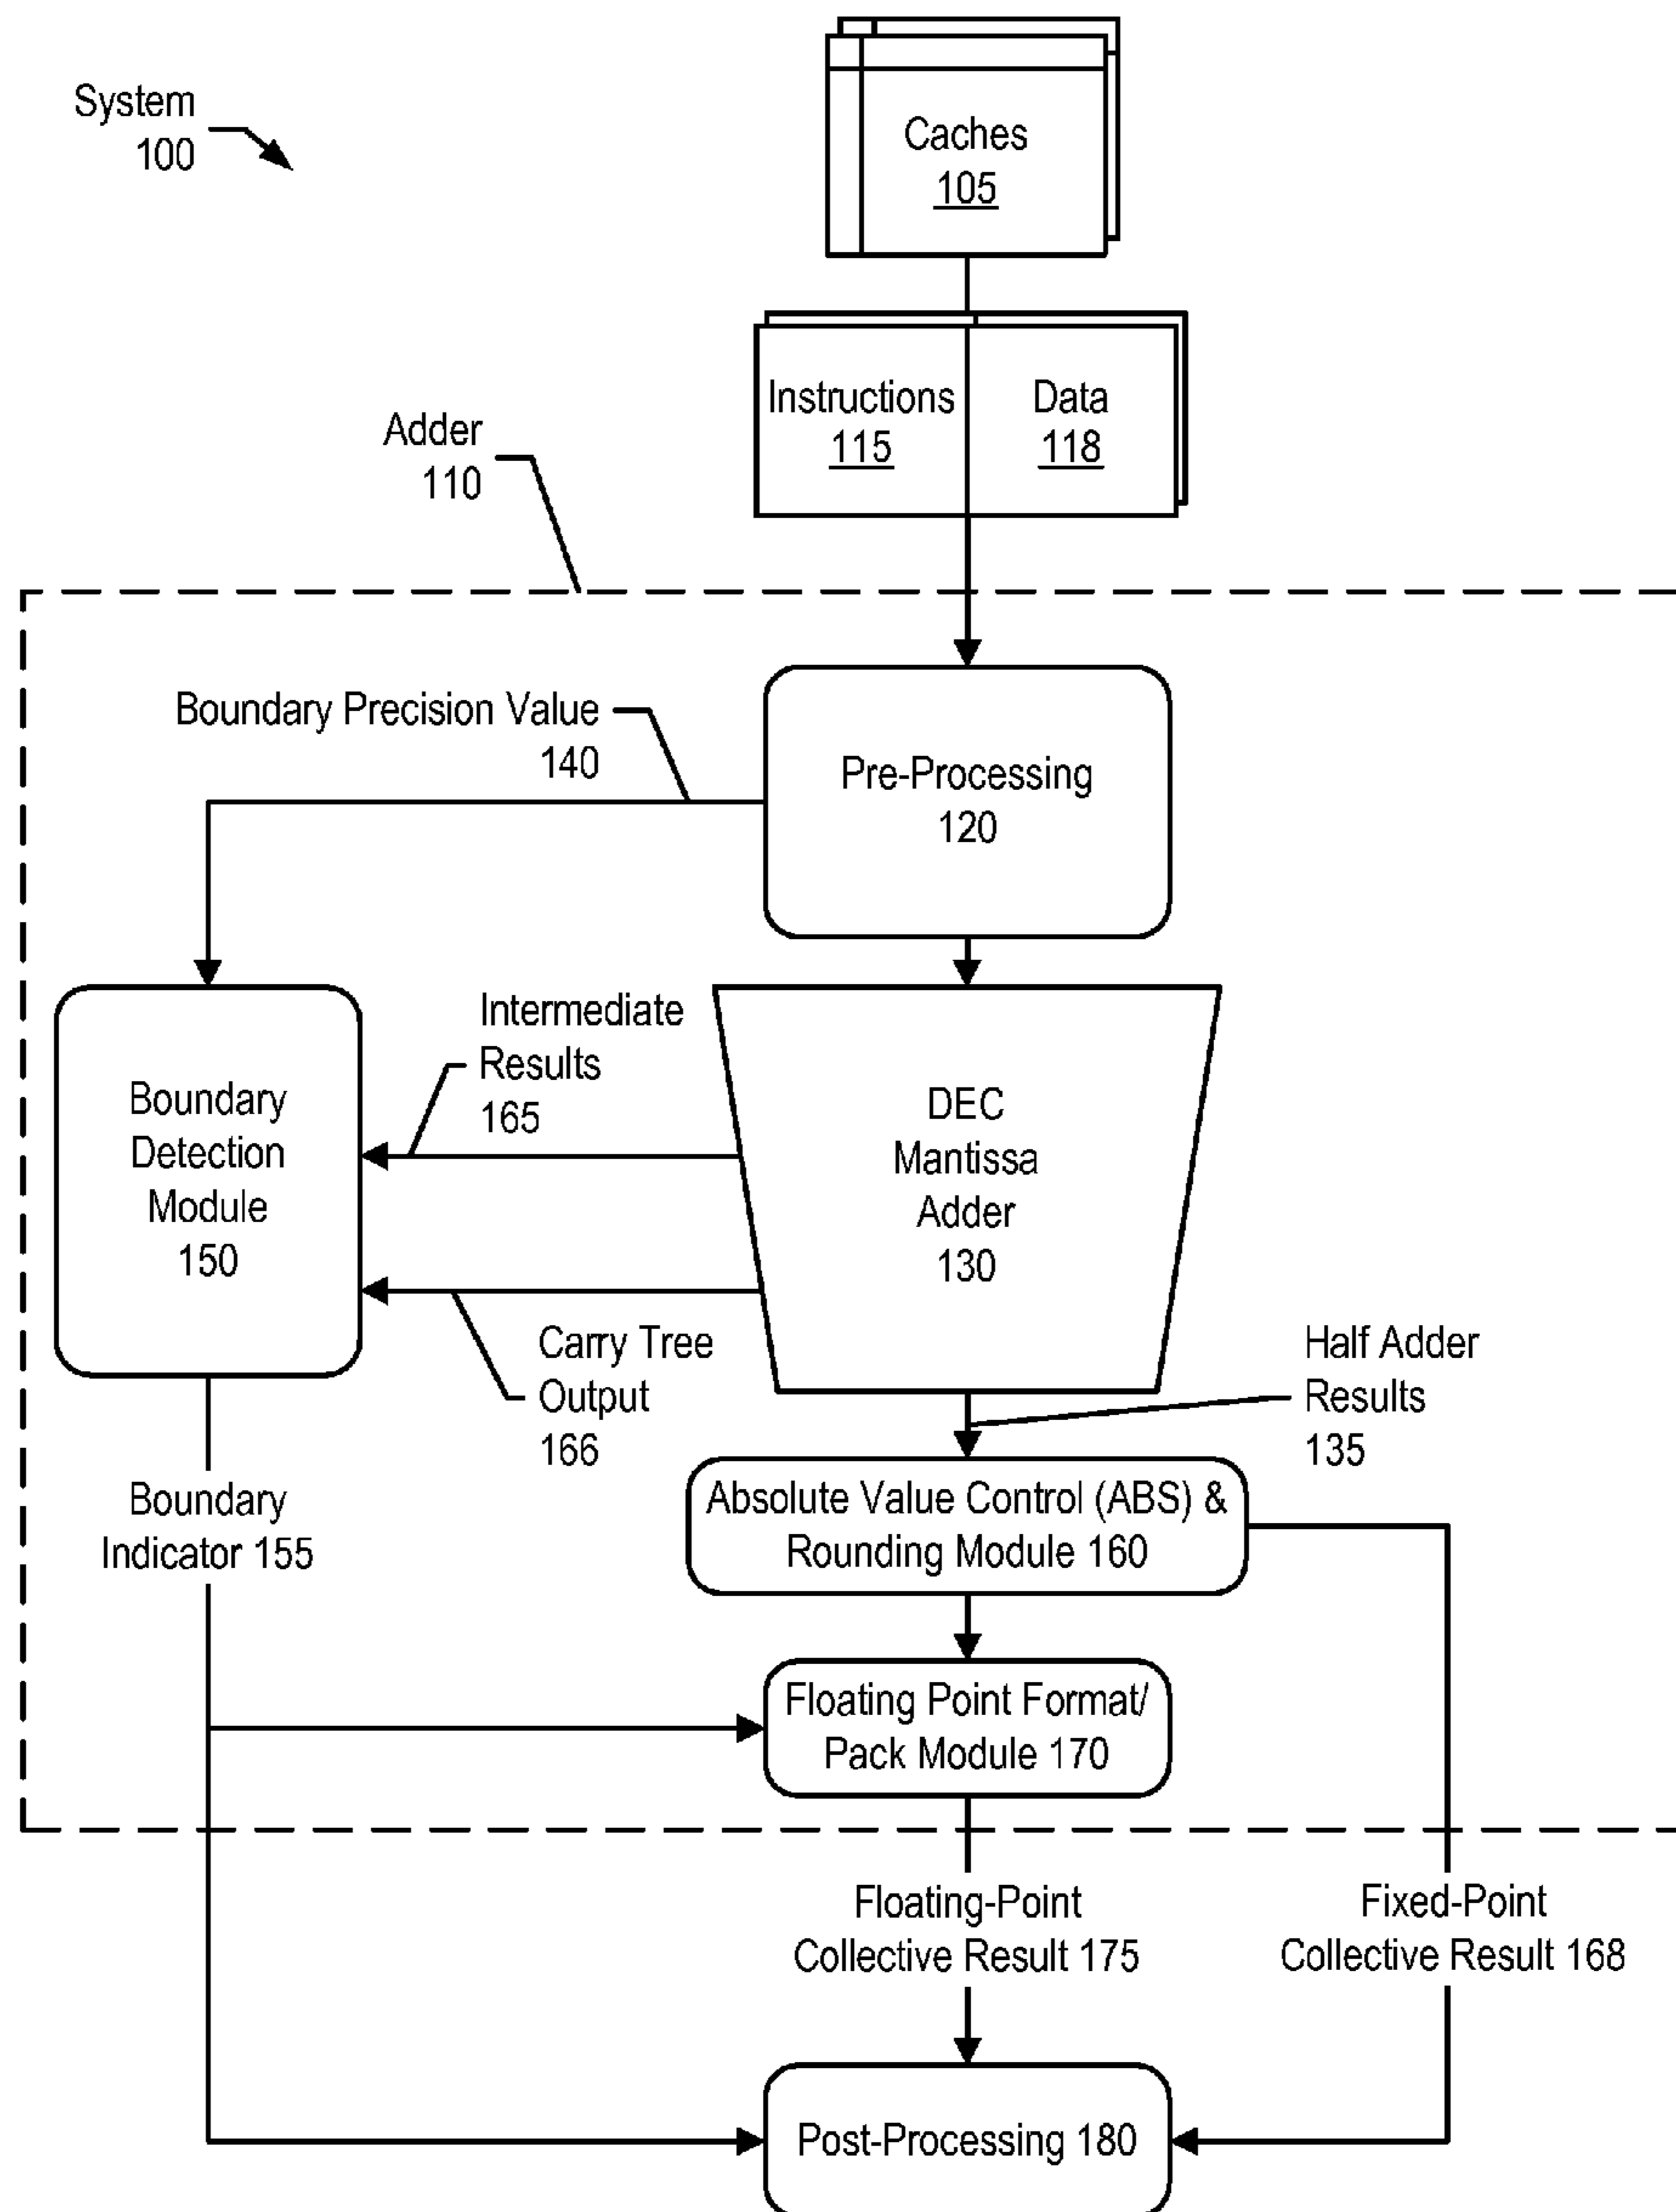 System
100
Caches
105
Instructions
115
Data
118
Adder
110
Boundary Precision Value
140
Pre-Processing
120
Intermediate
Results
165
Boundary
Detection
Module
150
DEC
Mantissa
Adder
130
Carry Tree
Output
166
Half Adder
Results
135
Boundary
Indicator 155
Absolute Value Control (ABS) &
Rounding Module 160
Floating Point Format/
Pack Module 170
Floating-Point
Collective Result 175
Fixed-Point
Collective Result 168
Post-Processing 180